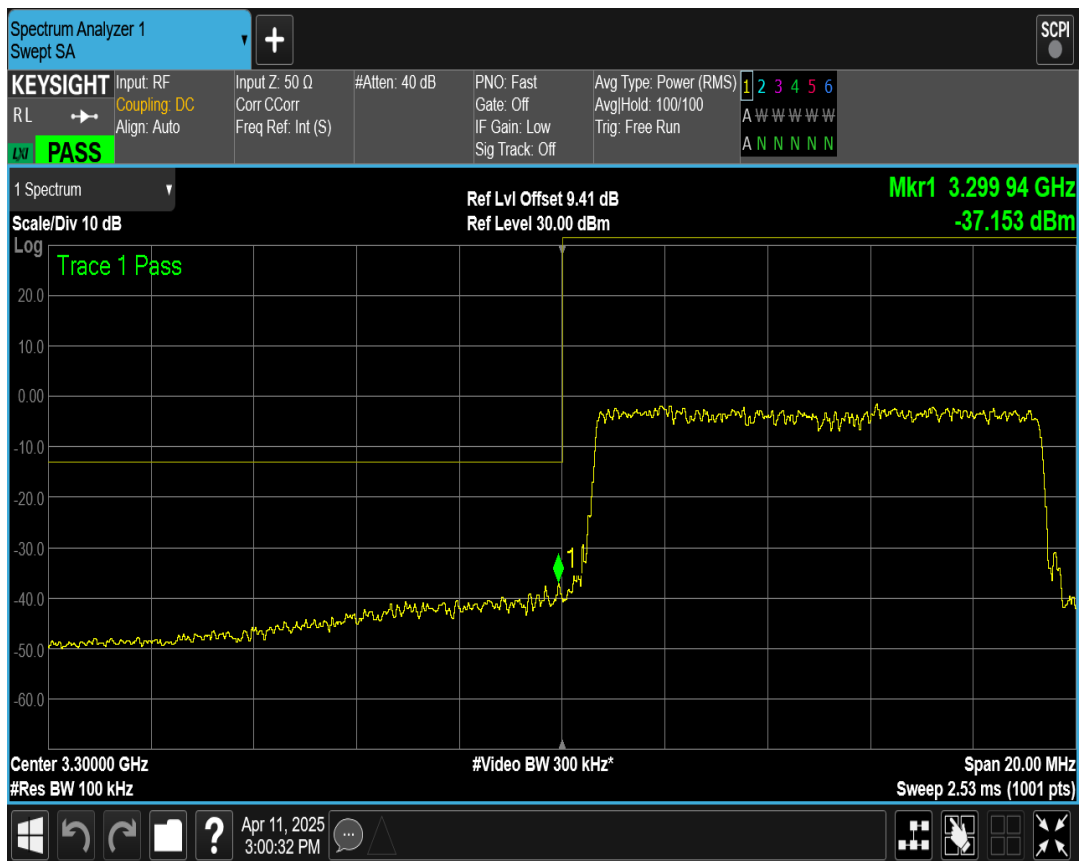 Spectrum Analyzer 1
Swept SA
+
SCPI
KEYSIGHT
RL
LXI PASS
Input: RF
Coupling: DC
Align: Auto
Input Z: 50 Ω
Corr CCorr
Freq Ref: Int (S)
#Atten: 40 dB
PNO: Fast
Gate: Off
IF Gain: Low
Sig Track: Off
Avg Type: Power (RMS)
Avg|Hold: 100/100
Trig: Free Run
1 2 3 4 5 6
A W W W W W
A N N N N N
1 Spectrum
Scale/Div 10 dB
Ref Lvl Offset 9.41 dB
Ref Level 30.00 dBm
Mkr1 3.299 94 GHz
-37.153 dBm
Log
Trace 1 Pass
20.0
10.0
0.00
-10.0
-20.0
-30.0
-40.0
-50.0
-60.0
1
Center 3.30000 GHz
#Video BW 300 kHz*
Span 20.00 MHz
#Res BW 100 kHz
Sweep 2.53 ms (1001 pts)
?
Apr 11, 2025
3:00:32 PM